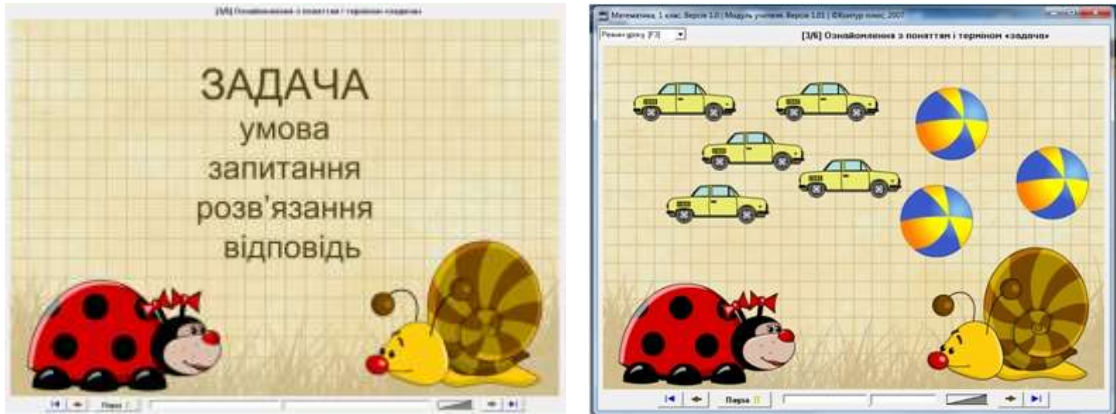 [3/6] Ознайомлення з поняттям і терміном «задача»
ЗАДАЧА
умова
запитання
розв'язання
відповідь
Пауза
Математика, 1 клас. Версія 1.0 | Модуль учителя. Версія 1.01 | ©Контур плюс, 2007
Режим уроку [F3]
[3/6] Ознайомлення з поняттям і терміном «задача»
Пауза